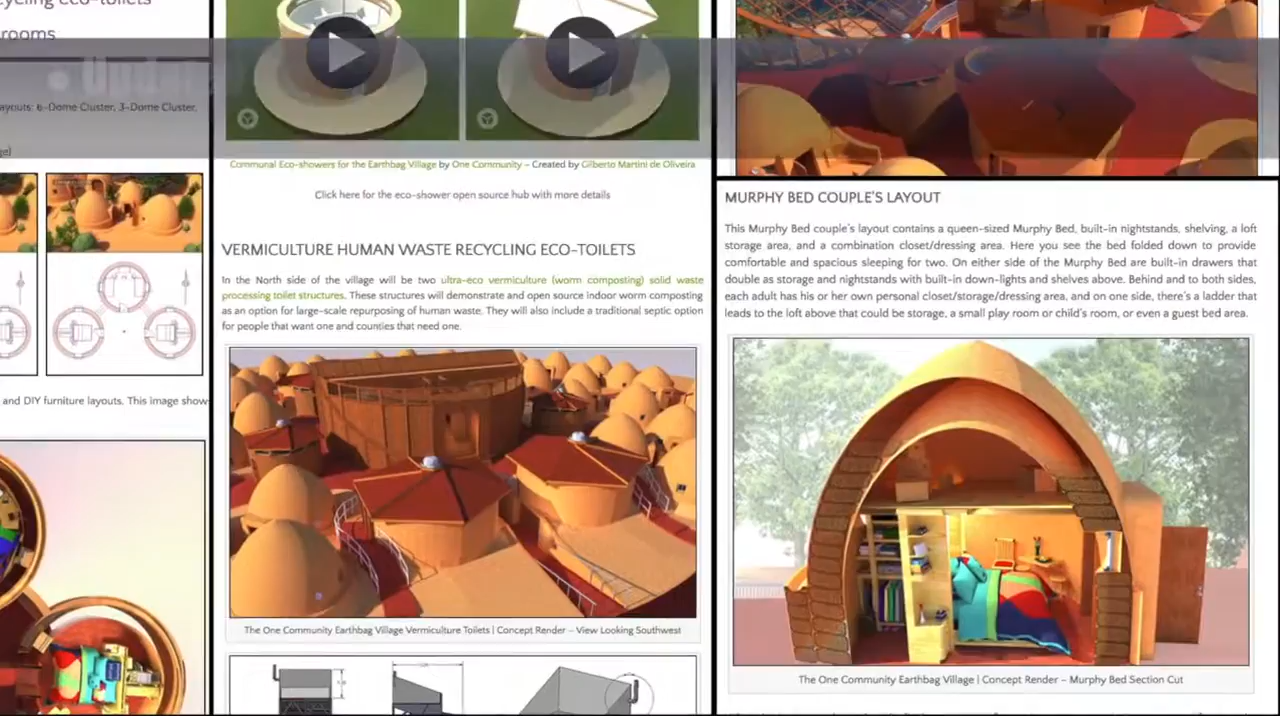 rooms
ayouts: 6-Dome Cluster, 3-Dome Cluster,
and DIY furniture layouts. This image show
Communal Eco-showers for the Earthbag Village by One Community – Created by Gilberto Martini de Oliveira
Click here for the eco-shower open source hub with more details
VERMICULTURE HUMAN WASTE RECYCLING ECO-TOILETS
In the North side of the village will be two ultra-eco vermiculture (worm composting) solid waste
processing toilet structures. These structures will demonstrate and open source indoor worm composting
as an option for large-scale repurposing of human waste. They will also include a traditional septic option
for people that want one and counties that need one.
The One Community Earthbag Village Vermiculture Toilets | Concept Render – View Looking Southwest
MURPHY BED COUPLE'S LAYOUT
This Murphy Bed couple's layout contains a queen-sized Murphy Bed, built-in nightstands, shelving, a loft
storage area, and a combination closet/dressing area. Here you see the bed folded down to provide
comfortable and spacious sleeping for two. On either side of the Murphy Bed are built-in drawers that
double as storage and nightstands with built-in down-lights and shelves above. Behind and to both sides,
each adult has his or her own personal closet/storage/dressing area, and on one side, there's a ladder that
leads to the loft above that could be storage, a small play room or child's room, or even a guest bed area.
The One Community Earthbag Village | Concept Render – Murphy Bed Section Cut